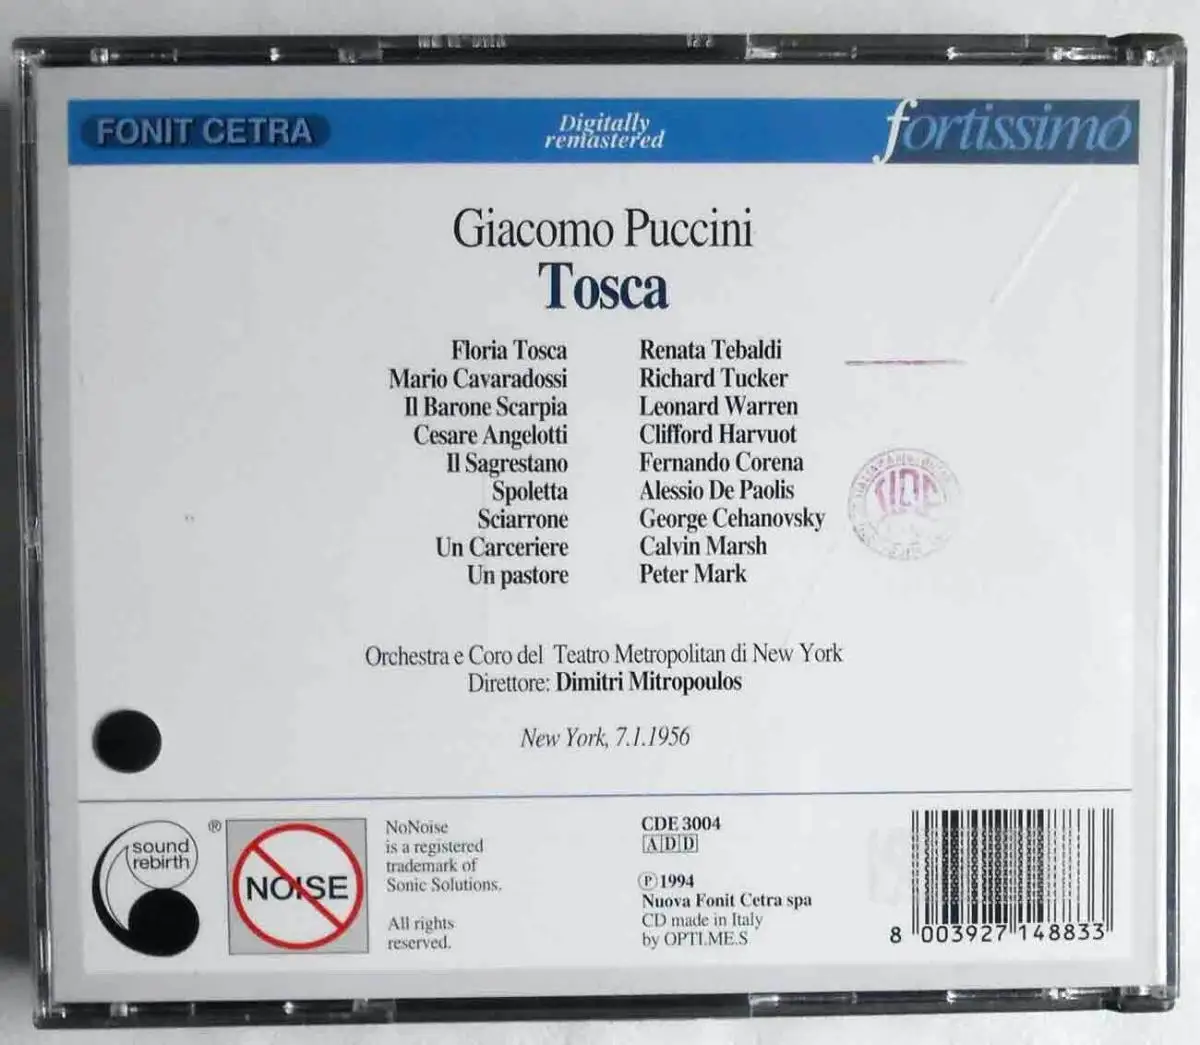 FONIT CETRA
Digitally
remastered
fortissimo
Giacomo Puccini
Tosca
Floria Tosca Renata Tebaldi
Mario Cavaradossi Richard Tucker
Il Barone Scarpia Leonard Warren
Cesare Angelotti Clifford Harvuot
Il Sagrestano Fernando Corena
Spoletta Alessio De Paolis
Sciarrone George Cehanovsky
Un Carceriere Calvin Marsh
Un pastore Peter Mark
Orchestra e Coro del Teatro Metropolitan di New York
Direttore: Dimitri Mitropoulos
New York, 7.1.1956
sound
rebirth
®
NOISE
NoNoise
is a registered
trademark of
Sonic Solutions.
All rights
reserved.
CDE 3004
ADD
℗ 1994
Nuova Fonit Cetra spa
CD made in Italy
by OPTI.ME.S
8 003927 148833